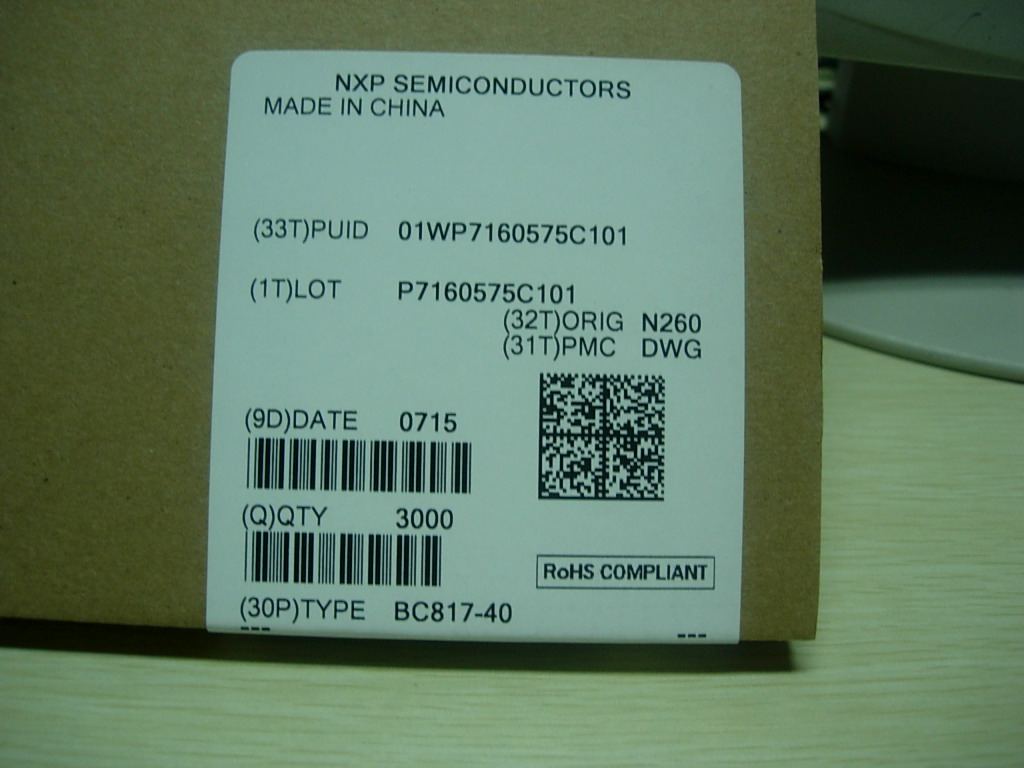 NXP SEMICONDUCTORS
MADE IN CHINA
(33T)PUID 01WP7160575C101
(1T)LOT P7160575C101
(32T)ORIG N260
(31T)PMC DWG
(9D)DATE 0715
(Q)QTY 3000
RoHS COMPLIANT
(30P)TYPE BC817-40